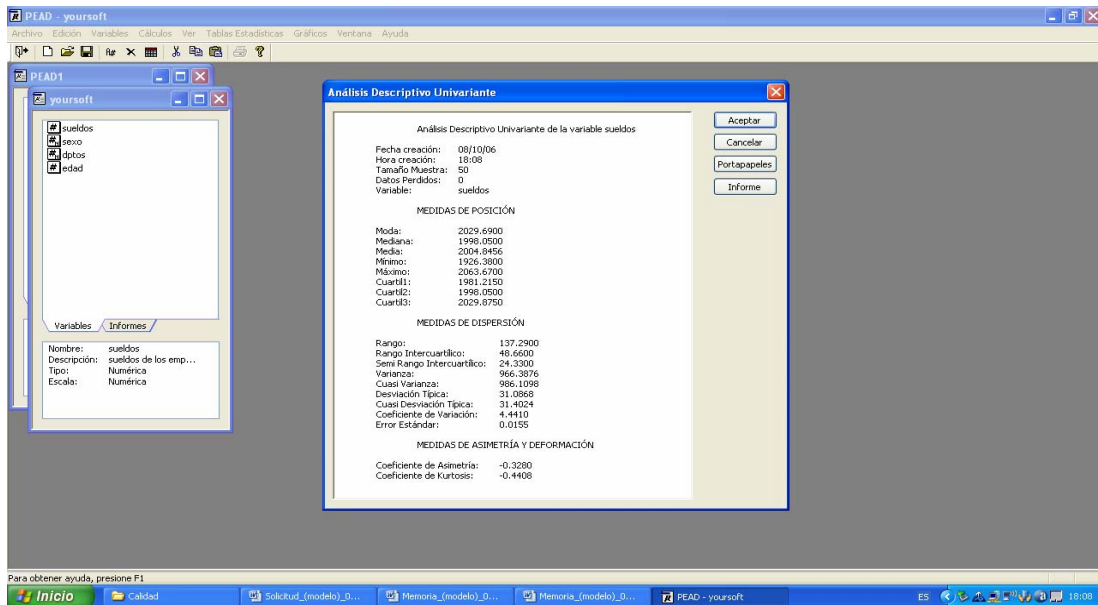 PEAD - yoursoft
Archivo Edición Variables Cálculos Ver Tablas Estadísticas Gráficos Ventana Ayuda
PEAD1
yoursoft
sueldos
sexo
dptos
edad
Variables Informes
Nombre: sueldos
Descripción: sueldos de los emp...
Tipo: Numérica
Escala: Numérica
Análisis Descriptivo Univariante
Análisis Descriptivo Univariante de la variable sueldos
Fecha creación: 08/10/06
Hora creación: 18:08
Tamaño Muestra: 50
Datos Perdidos: 0
Variable: sueldos
MEDIDAS DE POSICIÓN
Moda: 2029.6900
Mediana: 1998.0500
Media: 2004.8456
Mínimo: 1926.3800
Máximo: 2063.6700
Cuartil1: 1981.2150
Cuartil2: 1998.0500
Cuartil3: 2029.8750
MEDIDAS DE DISPERSIÓN
Rango: 137.2900
Rango Intercuartílico: 48.6600
Semi Rango Intercuartílico: 24.3300
Varianza: 966.3876
Cuasi Varianza: 986.1098
Desviación Típica: 31.0868
Cuasi Desviación Típica: 31.4024
Coeficiente de Variación: 4.4410
Error Estándar: 0.0155
MEDIDAS DE ASIMETRÍA Y DEFORMACIÓN
Coeficiente de Asimetría: -0.3280
Coeficiente de Kurtosis: -0.4408
Aceptar
Cancelar
Portapapeles
Informe
Para obtener ayuda, presione F1
Inicio Calidad Solicitud_(modelo)_0... Memoria_(modelo)_0... Memoria_(modelo)_0... PEAD - yoursoft ES 18:08